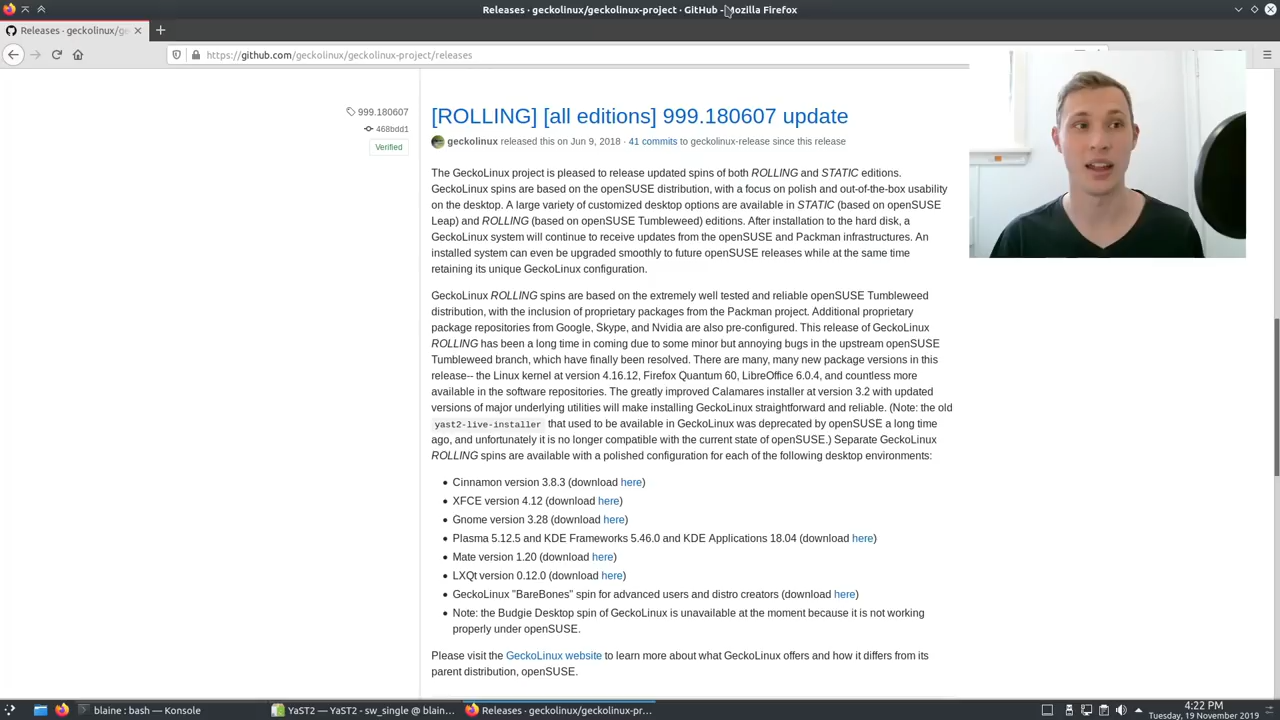 Releases · geckolinux/geckolinux-project · GitHub - Mozilla Firefox
Releases · geckolinux/ge
https://github.com/geckolinux/geckolinux-project/releases
999.180607
468bdd1
Verified
[ROLLING] [all editions] 999.180607 update
geckolinux released this on Jun 9, 2018 · 41 commits to geckolinux-release since this release
The GeckoLinux project is pleased to release updated spins of both ROLLING and STATIC editions.
GeckoLinux spins are based on the openSUSE distribution, with a focus on polish and out-of-the-box usability
on the desktop. A large variety of customized desktop options are available in STATIC (based on openSUSE
Leap) and ROLLING (based on openSUSE Tumbleweed) editions. After installation to the hard disk, a
GeckoLinux system will continue to receive updates from the openSUSE and Packman infrastructures. An
installed system can even be upgraded smoothly to future openSUSE releases while at the same time
retaining its unique GeckoLinux configuration.
GeckoLinux ROLLING spins are based on the extremely well tested and reliable openSUSE Tumbleweed
distribution, with the inclusion of proprietary packages from the Packman project. Additional proprietary
package repositories from Google, Skype, and Nvidia are also pre-configured. This release of GeckoLinux
ROLLING has been a long time in coming due to some minor but annoying bugs in the upstream openSUSE
Tumbleweed branch, which have finally been resolved. There are many, many new package versions in this
release-- the Linux kernel at version 4.16.12, Firefox Quantum 60, LibreOffice 6.0.4, and countless more
available in the software repositories. The greatly improved Calamares installer at version 3.2 with updated
versions of major underlying utilities will make installing GeckoLinux straightforward and reliable. (Note: the old
yast2-live-installer that used to be available in GeckoLinux was deprecated by openSUSE a long time
ago, and unfortunately it is no longer compatible with the current state of openSUSE.) Separate GeckoLinux
ROLLING spins are available with a polished configuration for each of the following desktop environments:
Cinnamon version 3.8.3 (download here)
XFCE version 4.12 (download here)
Gnome version 3.28 (download here)
Plasma 5.12.5 and KDE Frameworks 5.46.0 and KDE Applications 18.04 (download here)
Mate version 1.20 (download here)
LXQt version 0.12.0 (download here)
GeckoLinux "BareBones" spin for advanced users and distro creators (download here)
Note: the Budgie Desktop spin of GeckoLinux is unavailable at the moment because it is not working
properly under openSUSE.
Please visit the GeckoLinux website to learn more about what GeckoLinux offers and how it differs from its
parent distribution, openSUSE.
blaine : bash — Konsole
YaST2 — YaST2 - sw_single @ blain...
Releases · geckolinux/geckolinux-pr...
4:22 PM
Tuesday, 19 November 2019